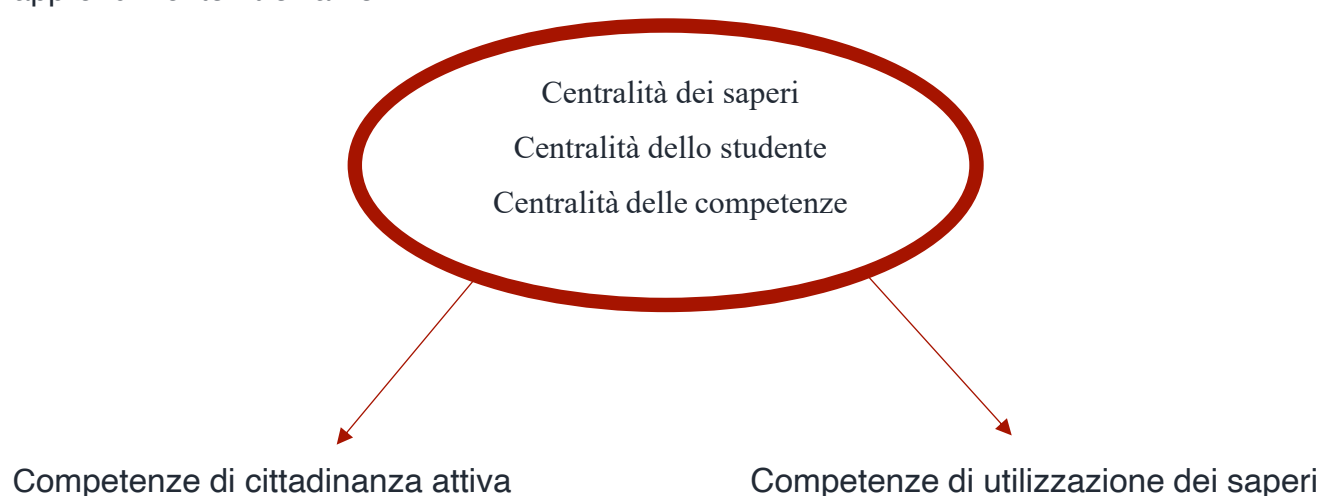 Centralità dei saperi
Centralità dello studente
Centralità delle competenze
Competenze di cittadinanza attiva
Competenze di utilizzazione dei saperi